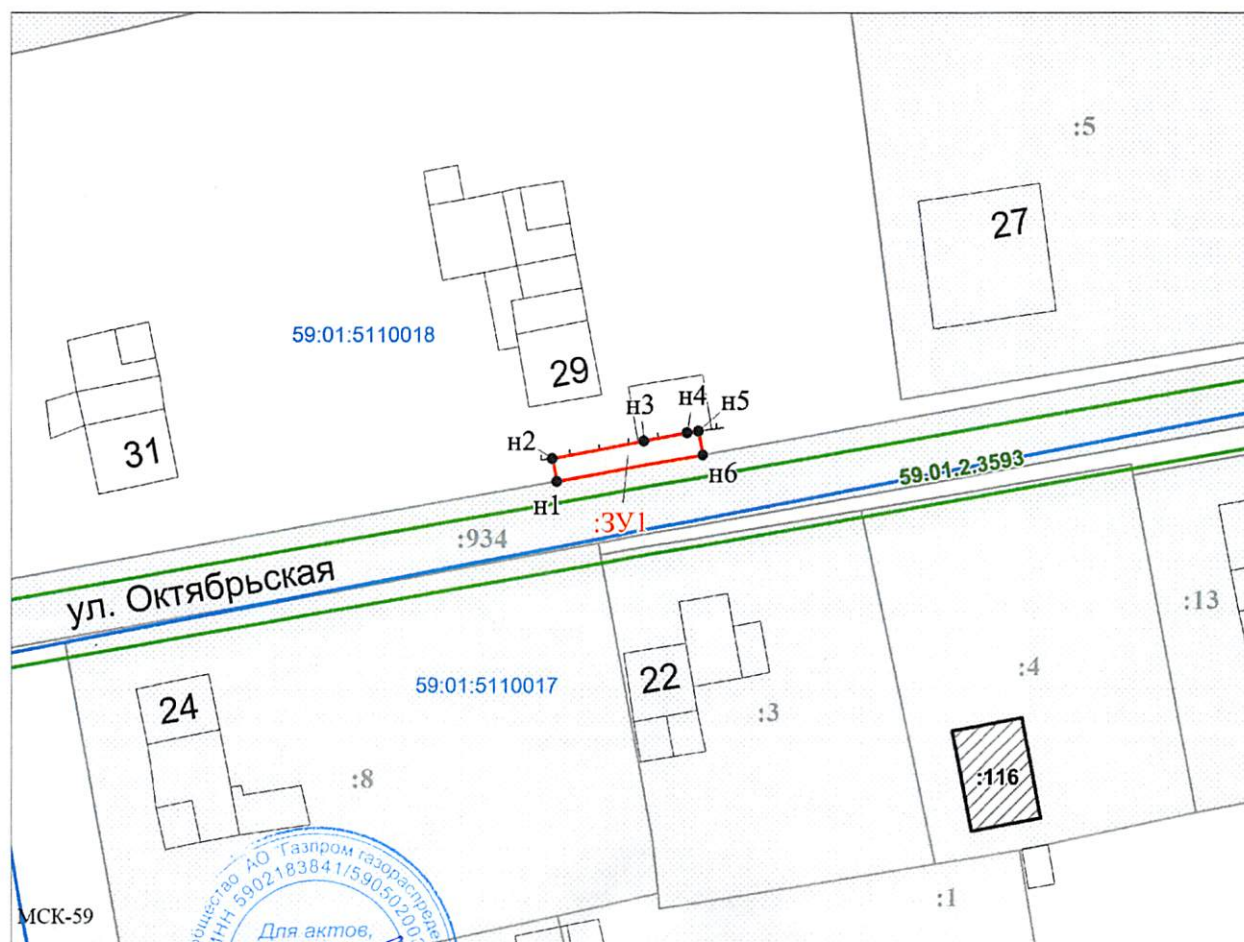 :5
27
59:01:5110018
29
31
н3
н4
н5
н2
н1
н6
:ЗУ1
59.01.2.3593
:934
ул. Октябрьская
:13
:4
22
59:01:5110017
24
:3
:116
:8
:1
МСК-59
АО "Газпром газораспреде
ИНН 5902183841/
Для актов,